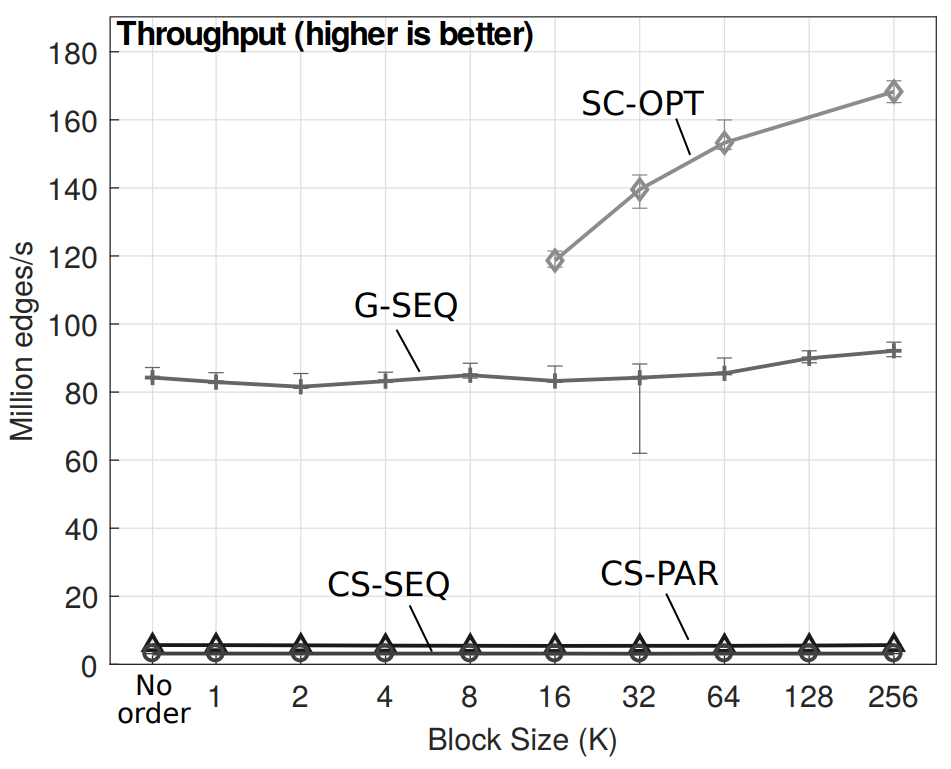 Throughput (higher is better)
180
160
140
120
100
80
60
40
20
0
Million edges/s
SC-OPT
G-SEQ
CS-SEQ
CS-PAR
No order 1 2 4 8 16 32 64 128 256
Block Size (K)